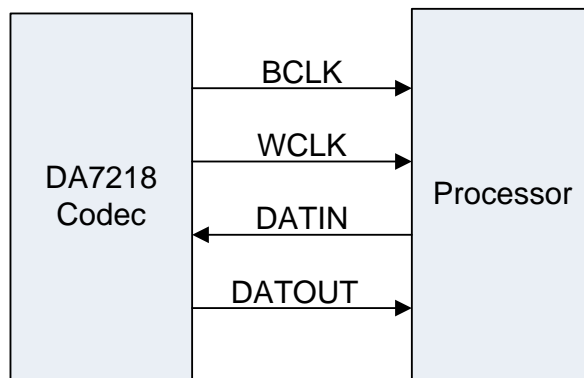 BCLK
WCLK
DA7218
Codec
Processor
DATIN
DATOUT